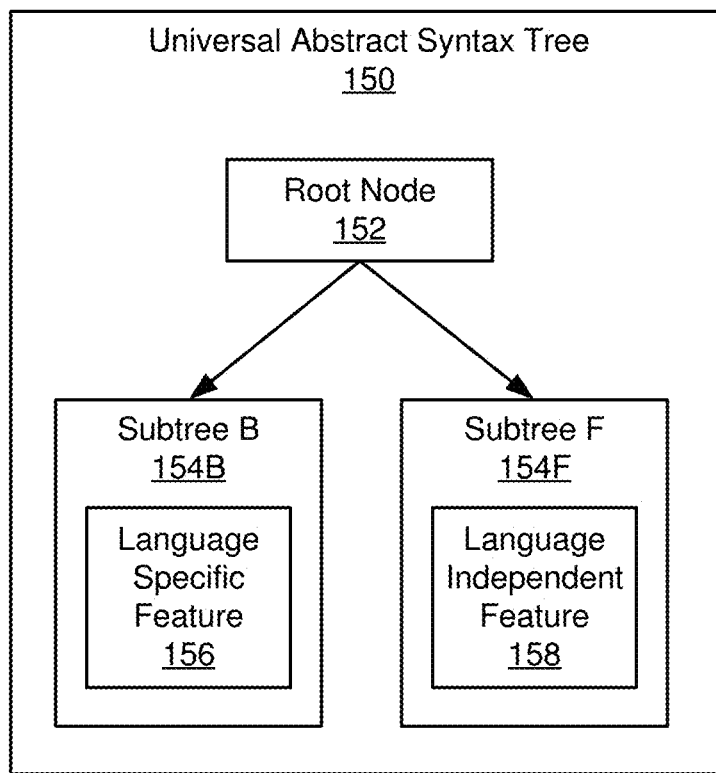 Universal Abstract Syntax Tree
150
Root Node
152
Subtree B
154B
Language
Specific
Feature
156
Subtree F
154F
Language
Independent
Feature
158